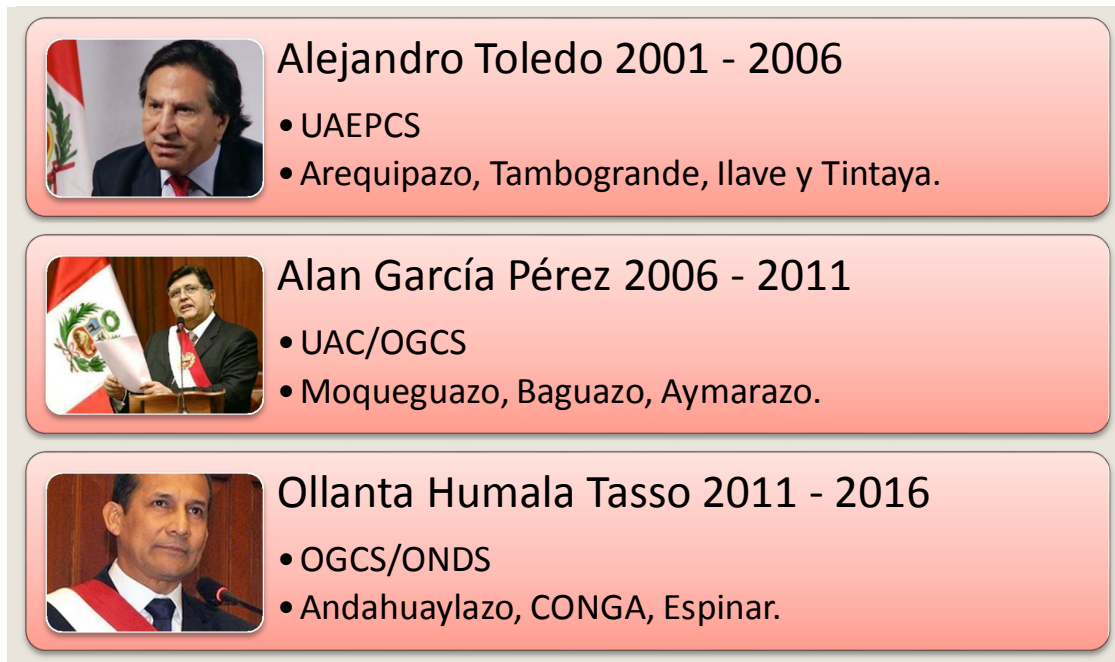 Alejandro Toledo 2001 - 2006
• UAEPCS
• Arequipazo, Tambogrande, Ilave y Tintaya.
Alan García Pérez 2006 - 2011
• UAC/OGCS
• Moqueguazo, Baguazo, Aymarazo.
Ollanta Humala Tasso 2011 - 2016
• OGCS/ONDS
• Andahuaylazo, CONGA, Espinar.